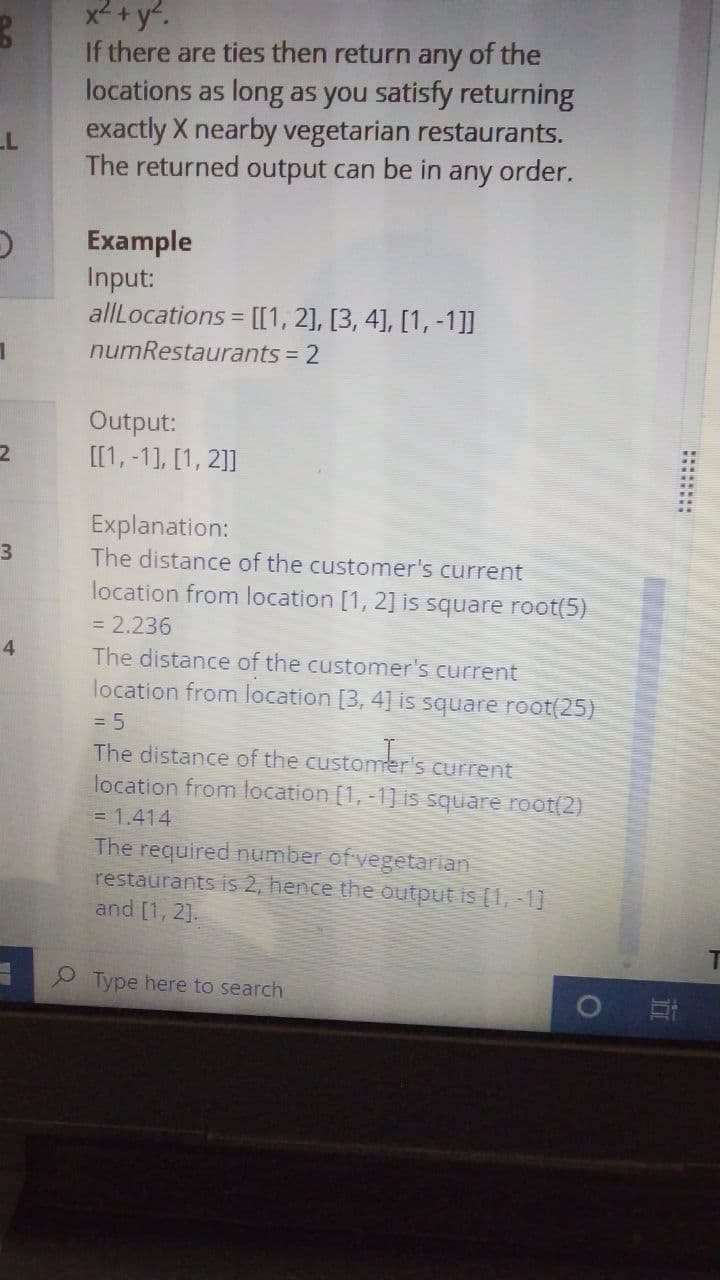 x² + y².
If there are ties then return any of the
locations as long as you satisfy returning
exactly X nearby vegetarian restaurants.
The returned output can be in any order.
Example
Input:
allLocations = [[1, 2], [3, 4], [1, -1]]
numRestaurants = 2
Output:
[[1, -1], [1, 2]]
Explanation:
The distance of the customer's current
location from location [1, 2] is square root(5)
= 2.236
The distance of the customer's current
location from location [3, 4] is square root(25)
= 5
The distance of the customer's current
location from location [1, -1] is square root(2)
= 1.414
The required number of vegetarian
restaurants is 2, hence the output is [1, -1]
and [1, 2].
LL
1
2
3
4
Type here to search
T